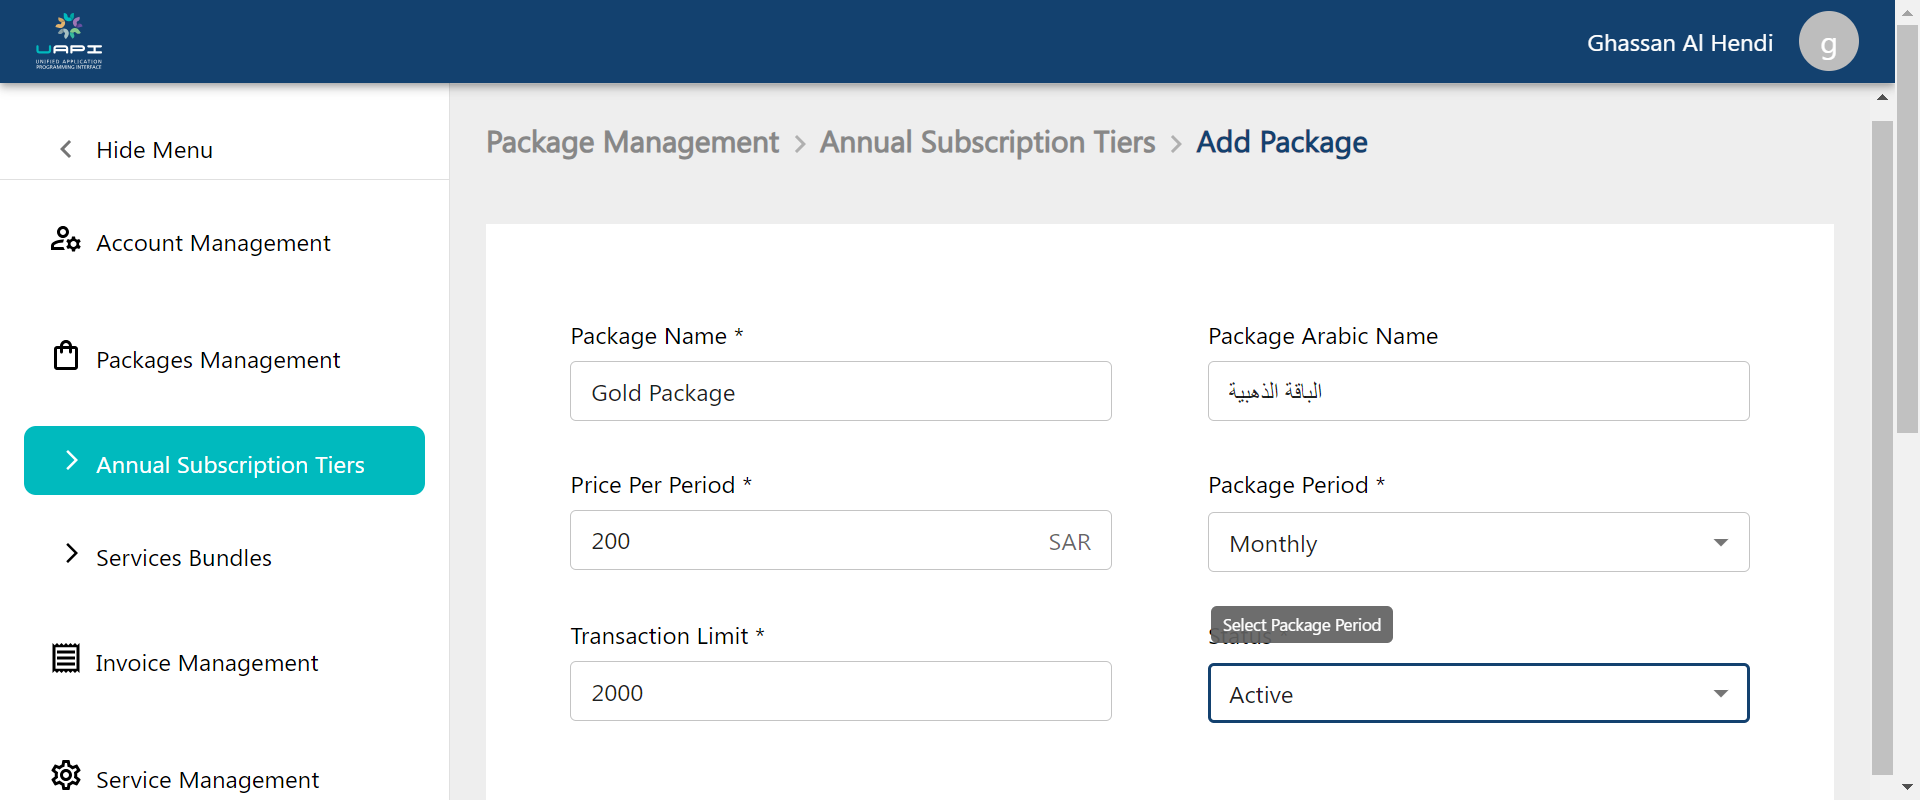 UAPI
UNIFIED APPLICATION
PROGRAMMING INTERFACE
Ghassan Al Hendi
g
Hide Menu
Account Management
Packages Management
Annual Subscription Tiers
Services Bundles
Invoice Management
Service Management
Package Management > Annual Subscription Tiers > Add Package
Package Name *
Gold Package
Package Arabic Name
الباقة الذهبية
Price Per Period *
200 SAR
Package Period *
Monthly
Transaction Limit *
2000
Select Package Period
Status *
Active